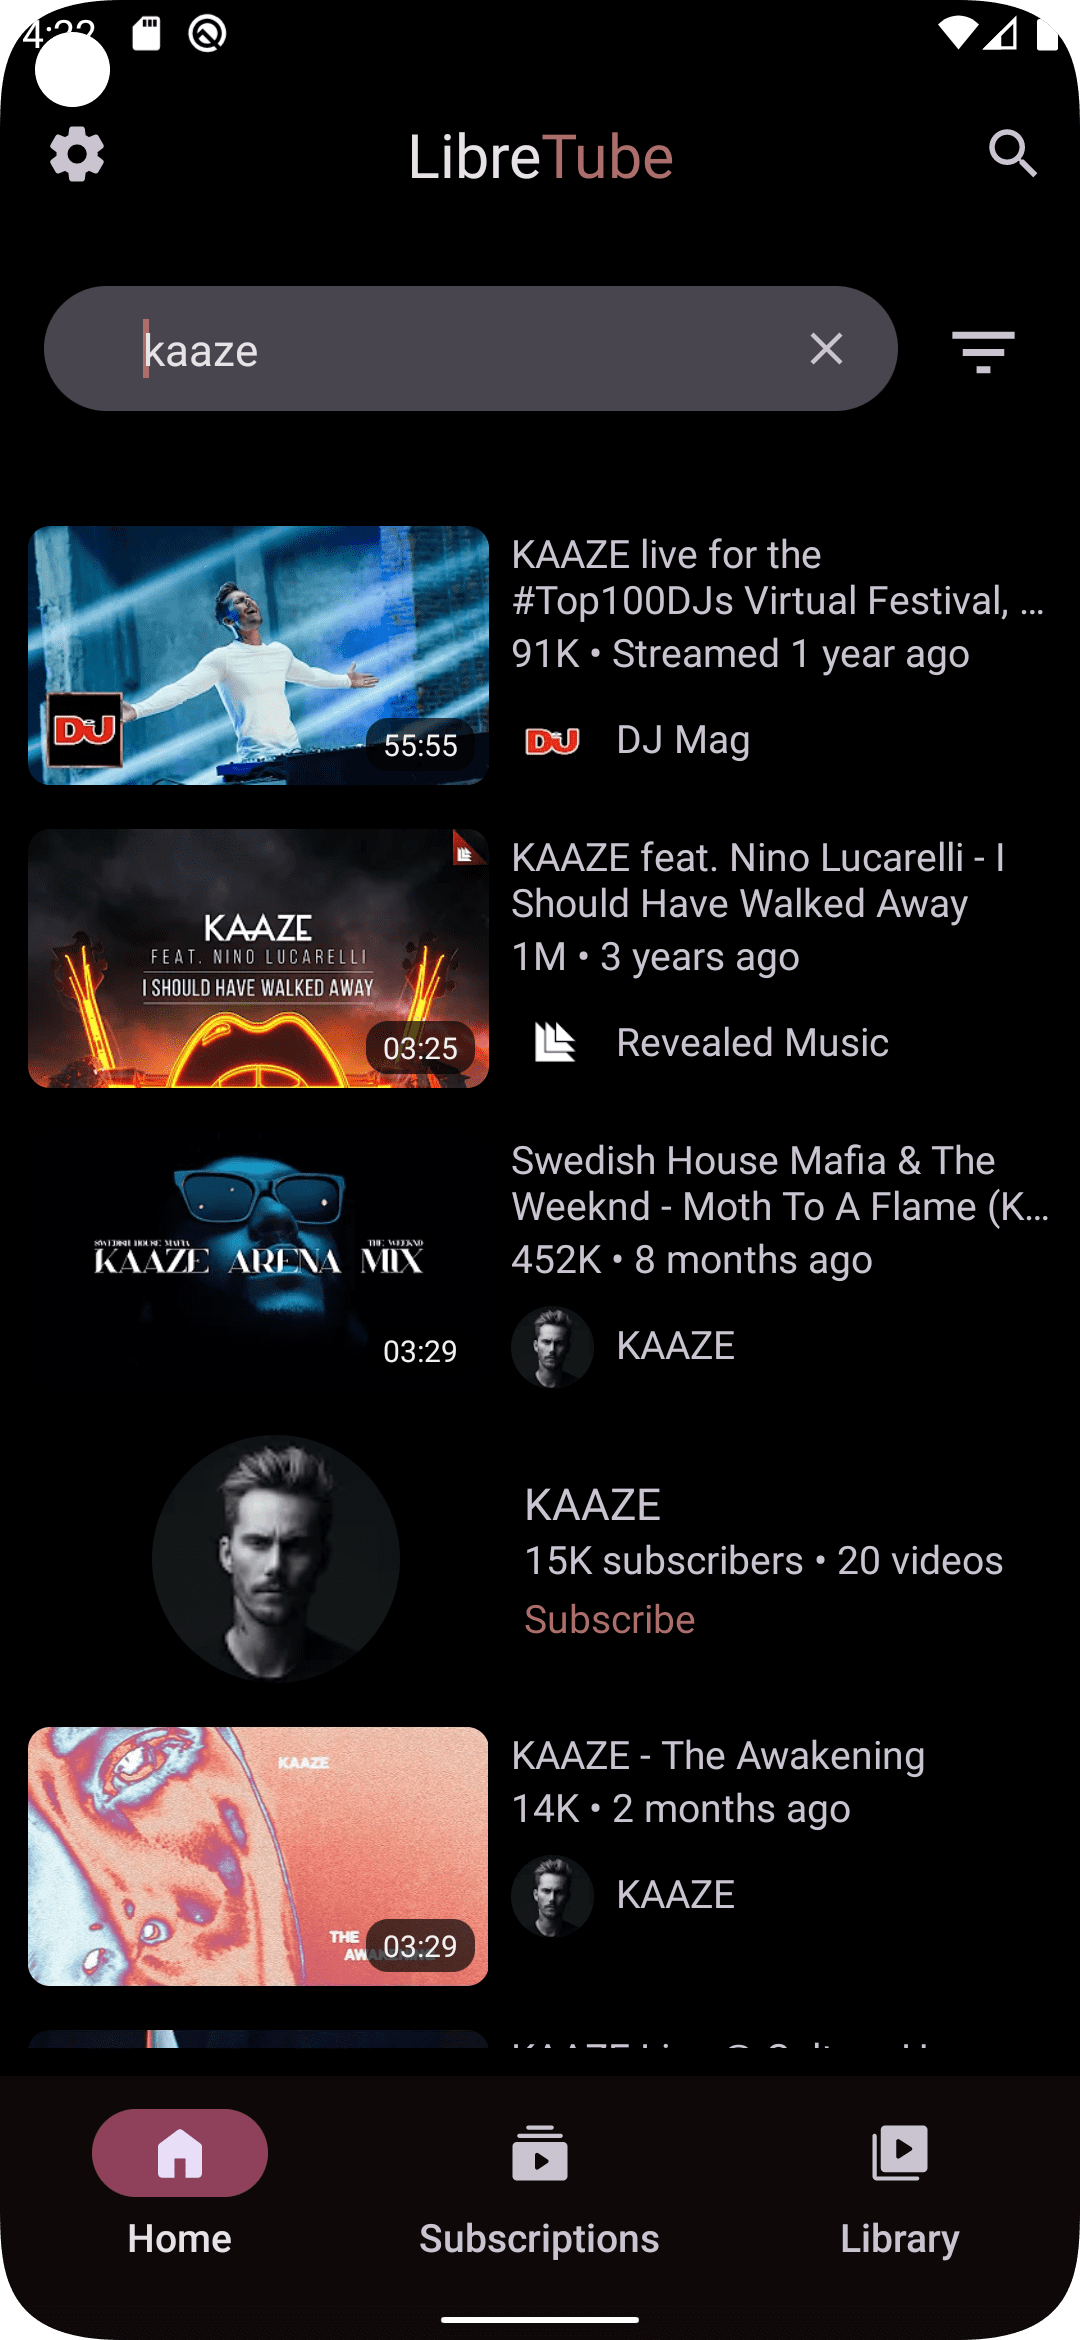 LibreTube
kaaze
KAAZE live for the
#Top100DJs Virtual Festival, ...
91K • Streamed 1 year ago
DJ
55:55
DJ
DJ Mag
KAAZE feat. Nino Lucarelli - I
Should Have Walked Away
1M • 3 years ago
Revealed Music
KAAZE
FEAT. NINO LUCARELLI
I SHOULD HAVE WALKED AWAY
03:25
Swedish House Mafia & The
Weeknd - Moth To A Flame (K...
452K • 8 months ago
KAAZE
SWEDISH HOUSE MAFIA
THE WEEKND
KAAZE ARENA MIX
03:29
KAAZE
15K subscribers • 20 videos
Subscribe
KAAZE - The Awakening
14K • 2 months ago
KAAZE
KAAZE
THE
03:29
Home
Subscriptions
Library